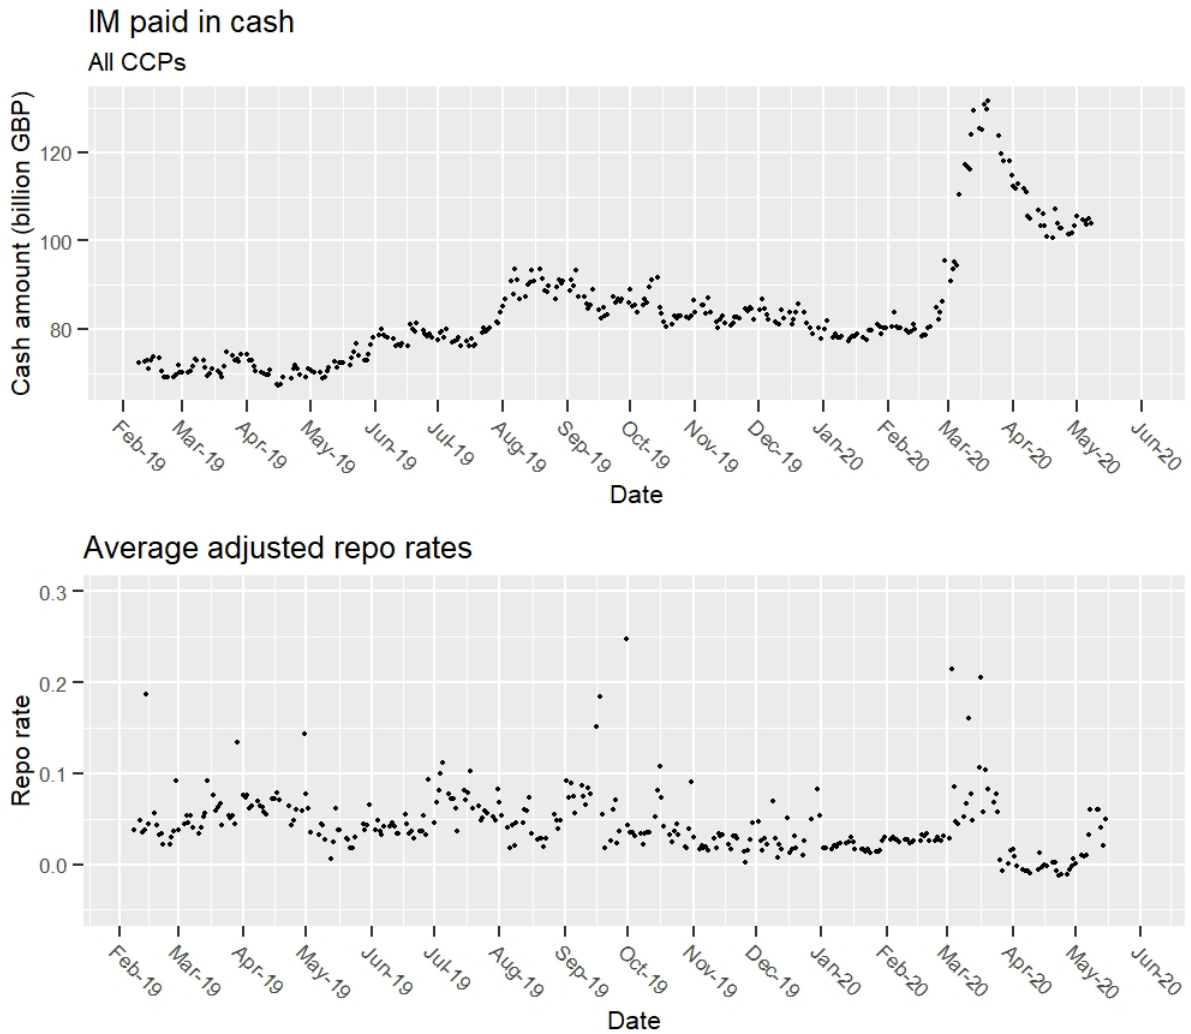 IM paid in cash
All CCPs
Cash amount (billion GBP)
120
100
80
Feb-19
Mar-19
Apr-19
May-19
Jun-19
Jul-19
Aug-19
Sep-19
Oct-19
Nov-19
Dec-19
Jan-20
Feb-20
Mar-20
Apr-20
May-20
Jun-20
Date
Average adjusted repo rates
Repo rate
0.3
0.2
0.1
0.0
Feb-19
Mar-19
Apr-19
May-19
Jun-19
Jul-19
Aug-19
Sep-19
Oct-19
Nov-19
Dec-19
Jan-20
Feb-20
Mar-20
Apr-20
May-20
Jun-20
Date